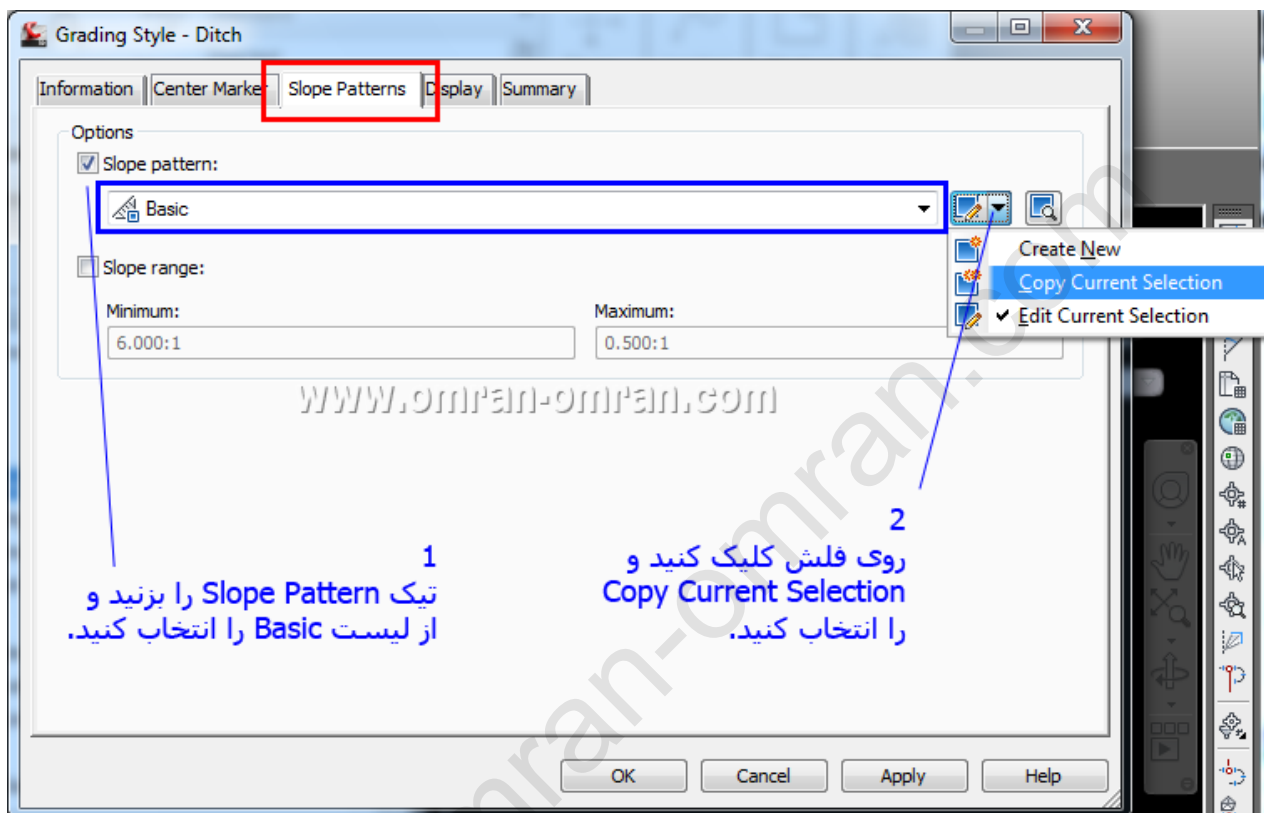 Grading Style - Ditch
Information Center Marker Slope Patterns Display Summary
Options
Slope pattern:
Basic
Create New
Copy Current Selection
Edit Current Selection
Slope range:
Minimum: Maximum:
6.000:1 0.500:1
www.omran-omran.com
1
تیک Slope Pattern را بزنید و
از لیست Basic را انتخاب کنید.
2
روی فلش کلیک کنید و
Copy Current Selection
را انتخاب کنید.
OK Cancel Apply Help
omran-omran.com